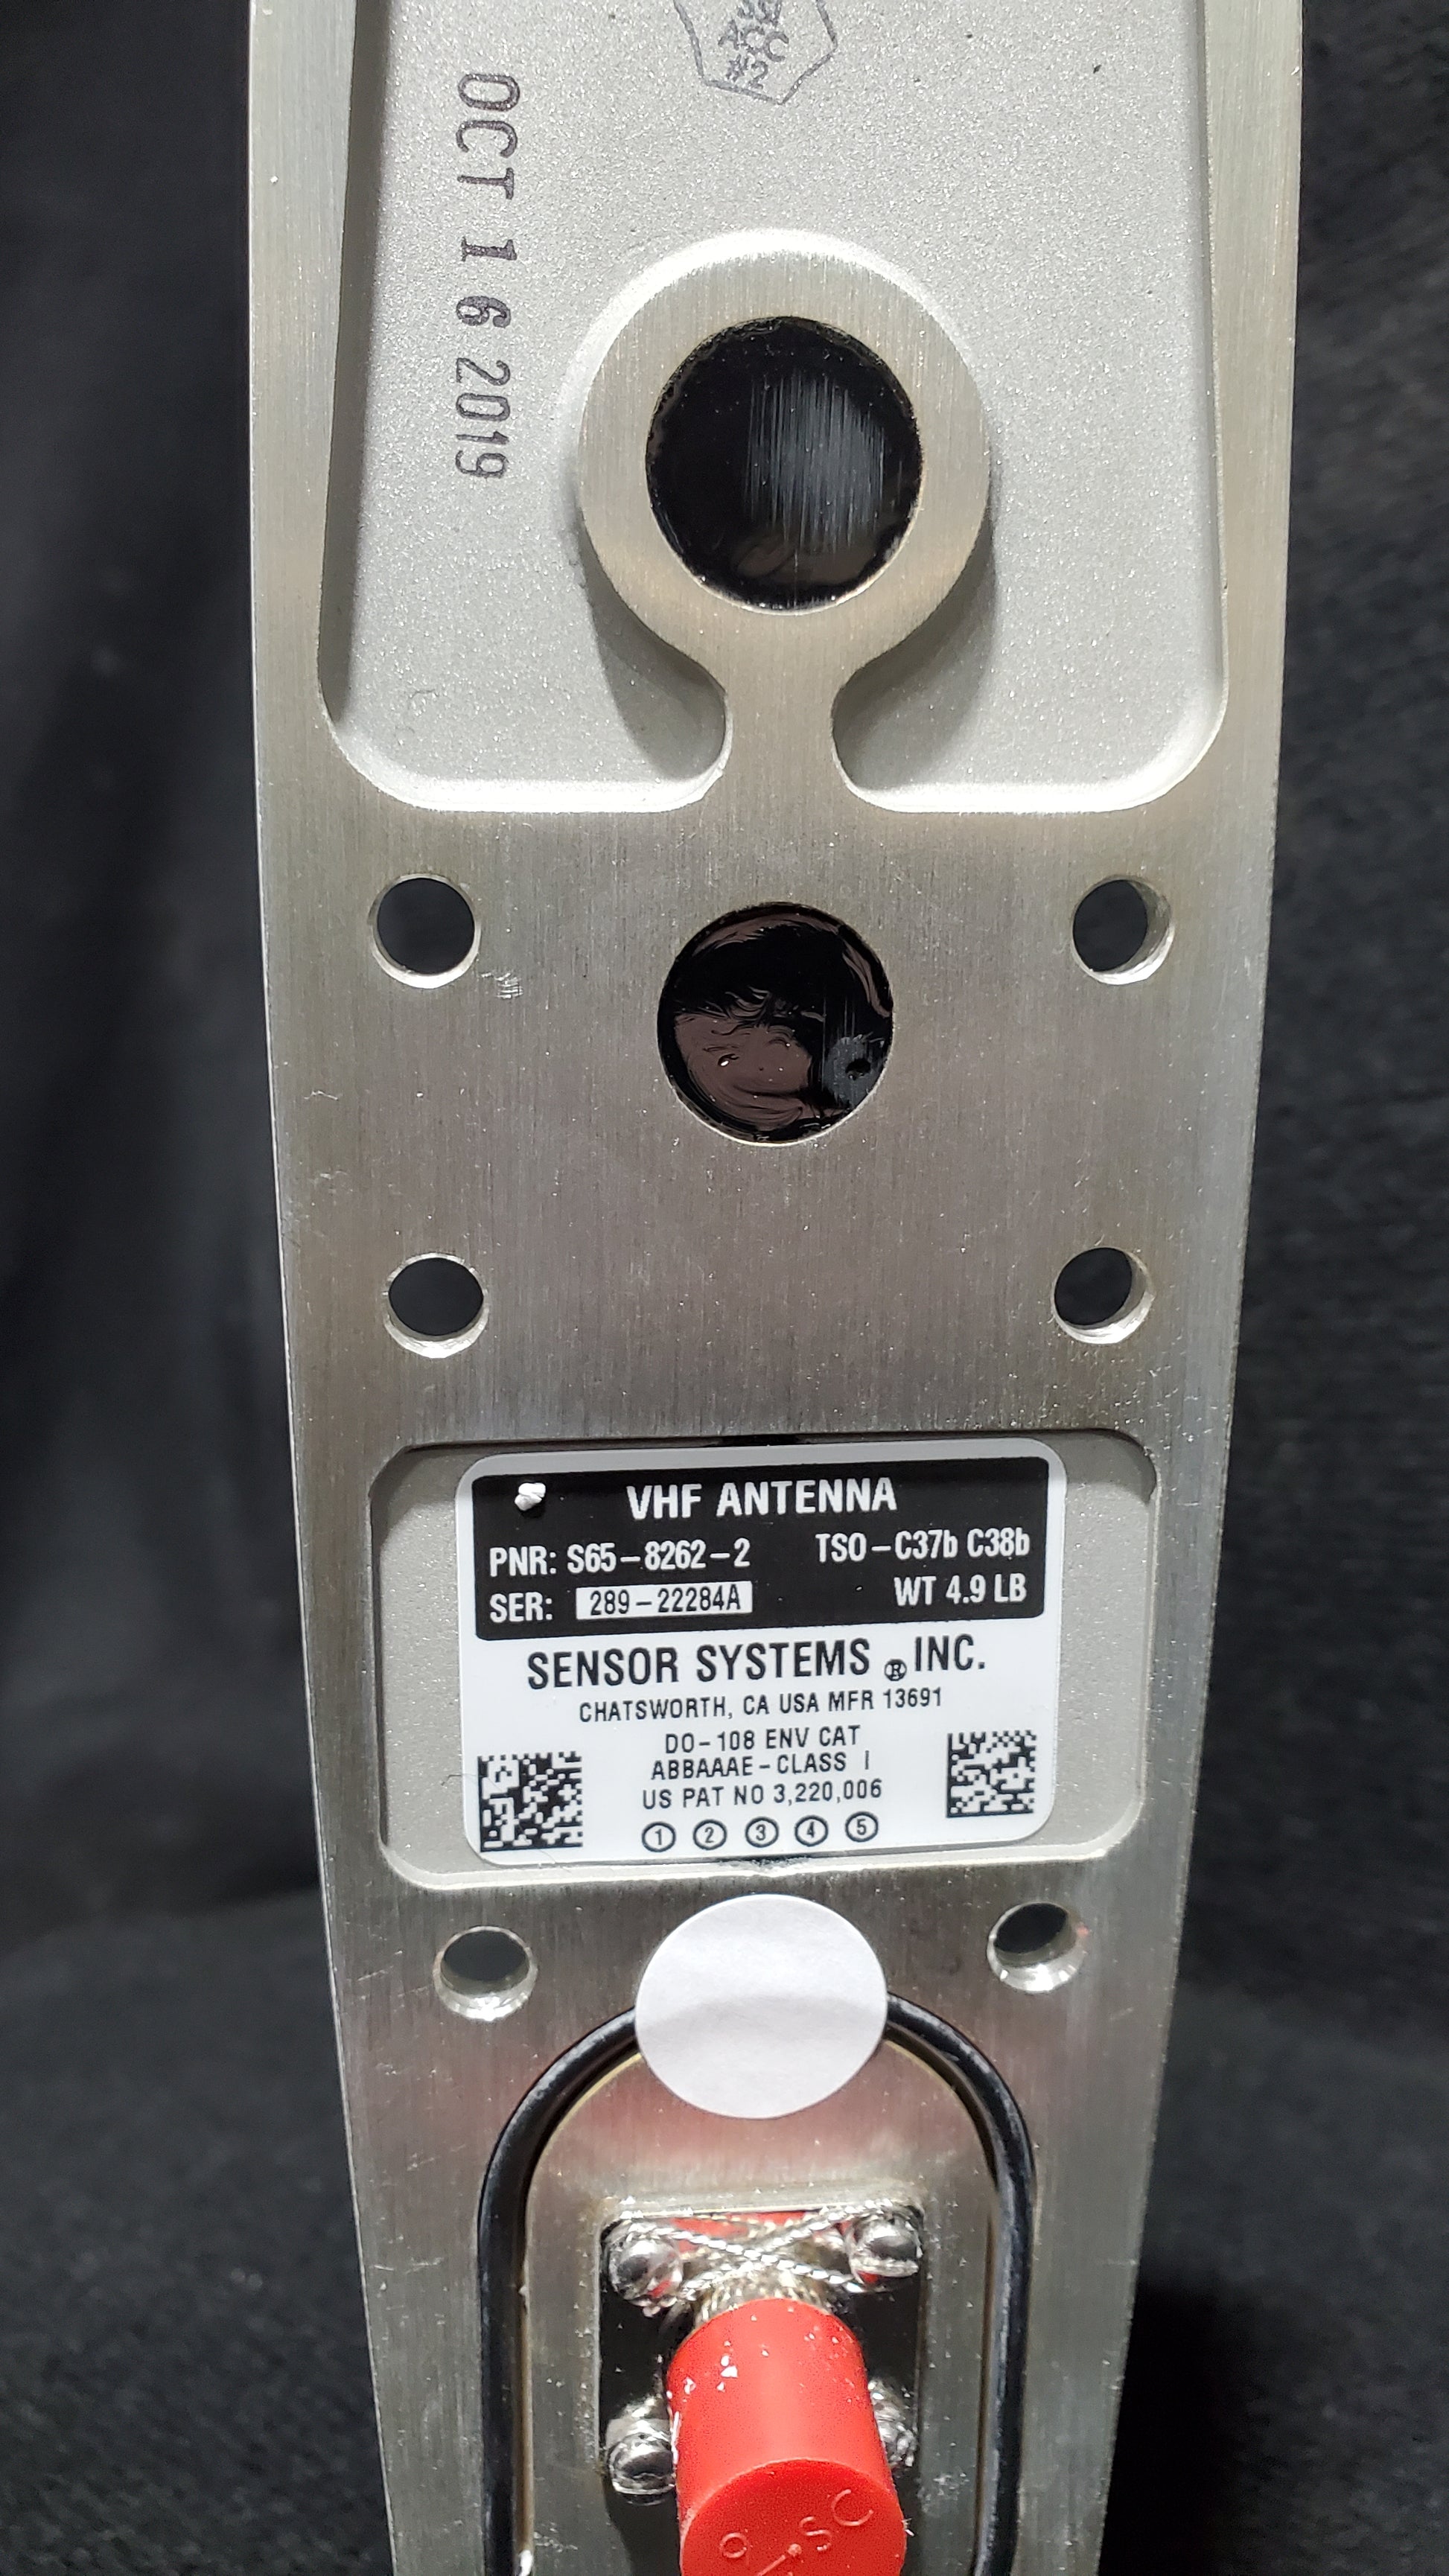 #2
OCT 16 2019
VHF ANTENNA
PNR: S65-8262-2 TSO-C37b C38b
SER: 289-22284A WT 4.9 LB
SENSOR SYSTEMS ® INC.
CHATSWORTH, CA USA MFR 13691
DO-108 ENV CAT
ABBAAAE-CLASS I
US PAT NO 3,220,006
① ② ③ ④ ⑤